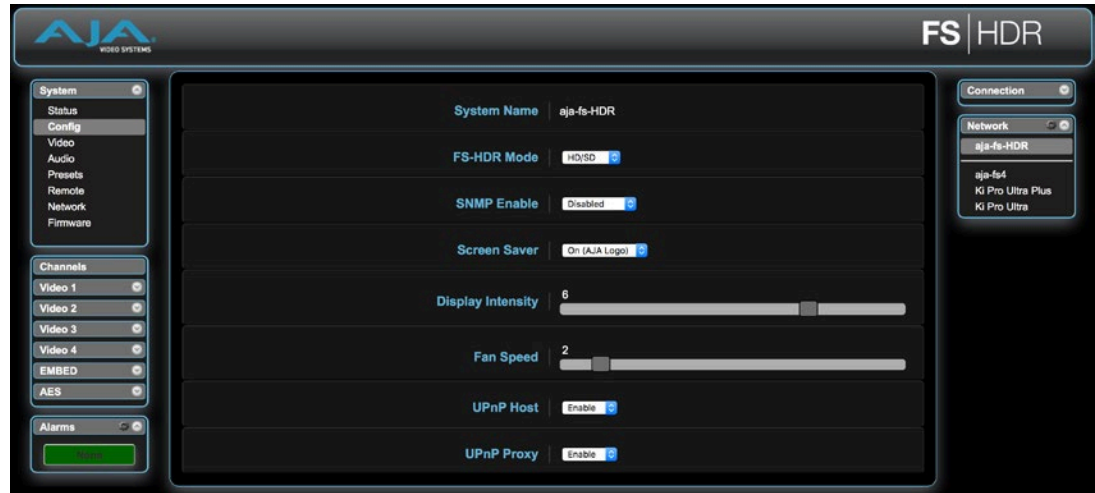 AJA
VIDEO SYSTEMS
FS|HDR
System
Status
Config
Video
Audio
Presets
Remote
Network
Firmware
Channels
Video 1
Video 2
Video 3
Video 4
EMBED
AES
Alarms
None
System Name aja-fs-HDR
FS-HDR Mode HD/SD
SNMP Enable Disabled
Screen Saver On (AJA Logo)
Display Intensity 6
Fan Speed 2
UPnP Host Enable
UPnP Proxy Enable
Connection
Network
aja-fs-HDR
aja-fs4
Ki Pro Ultra Plus
Ki Pro Ultra